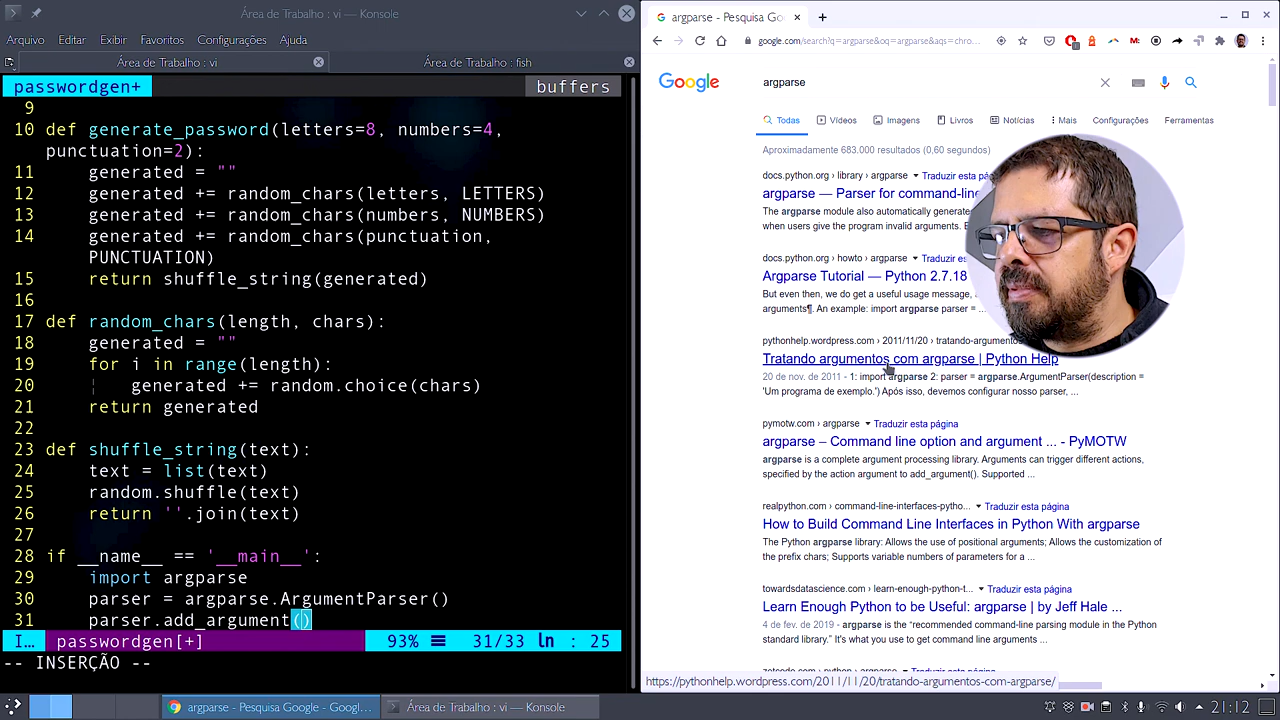 Área de Trabalho : vi — Konsole
Arquivo Editar Exibir Favoritos Configurações Ajuda
Área de Trabalho : vi
Área de Trabalho : fish
passwordgen+
buffers
9
10 def generate_password(letters=8, numbers=4,
punctuation=2):
11 generated = ""
12 generated += random_chars(letters, LETTERS)
13 generated += random_chars(numbers, NUMBERS)
14 generated += random_chars(punctuation,
PUNCTUATION)
15 return shuffle_string(generated)
16
17 def random_chars(length, chars):
18 generated = ""
19 for i in range(length):
20 ¦ generated += random.choice(chars)
21 return generated
22
23 def shuffle_string(text):
24 text = list(text)
25 random.shuffle(text)
26 return ''.join(text)
27
28 if __name__ == '__main__':
29 import argparse
30 parser = argparse.ArgumentParser()
31 parser.add_argument()
I… passwordgen[+] 93% ☰ 31/33 ln : 25
-- INSERÇÃO --
argparse - Pesquisa Go
google.com/search?q=argparse&oq=argparse&aqs=chro...
Google
argparse
Todas Vídeos Imagens Livros Notícias Mais Configurações Ferramentas
Aproximadamente 683.000 resultados (0,60 segundos)
docs.python.org › library › argparse ▾ Traduzir esta pá
argparse — Parser for command-line
The argparse module also automatically generate
when users give the program invalid arguments.
docs.python.org › howto › argparse ▾ Traduzir esta
Argparse Tutorial — Python 2.7.18
But even then, we do get a useful usage message,
arguments¶. An example: import argparse parser = ...
pythonhelp.wordpress.com › 2011/11/20 › tratando-argumentos
Tratando argumentos com argparse | Python Help
20 de nov. de 2011 - 1: import argparse 2: parser = argparse.ArgumentParser(description =
'Um programa de exemplo.') Após isso, devemos configurar nosso parser, ...
pymotw.com › argparse ▾ Traduzir esta página
argparse – Command line option and argument ... - PyMOTW
argparse is a complete argument processing library. Arguments can trigger different actions,
specified by the action argument to add_argument(). Supported ...
realpython.com › command-line-interfaces-pytho... ▾ Traduzir esta página
How to Build Command Line Interfaces in Python With argparse
The Python argparse library: Allows the use of positional arguments; Allows the customization of
the prefix chars; Supports variable numbers of parameters for a ...
towardsdatascience.com › learn-enough-python-t... ▾ Traduzir esta página
Learn Enough Python to be Useful: argparse | by Jeff Hale ...
4 de fev. de 2019 - argparse is the “recommended command-line parsing module in the Python
standard library.” It's what you use to get command line arguments ...
https://pythonhelp.wordpress.com/2011/11/20/tratando-argumentos-com-argparse/
argparse - Pesquisa Google - Googl...
Área de Trabalho : vi — Konsole
21:12